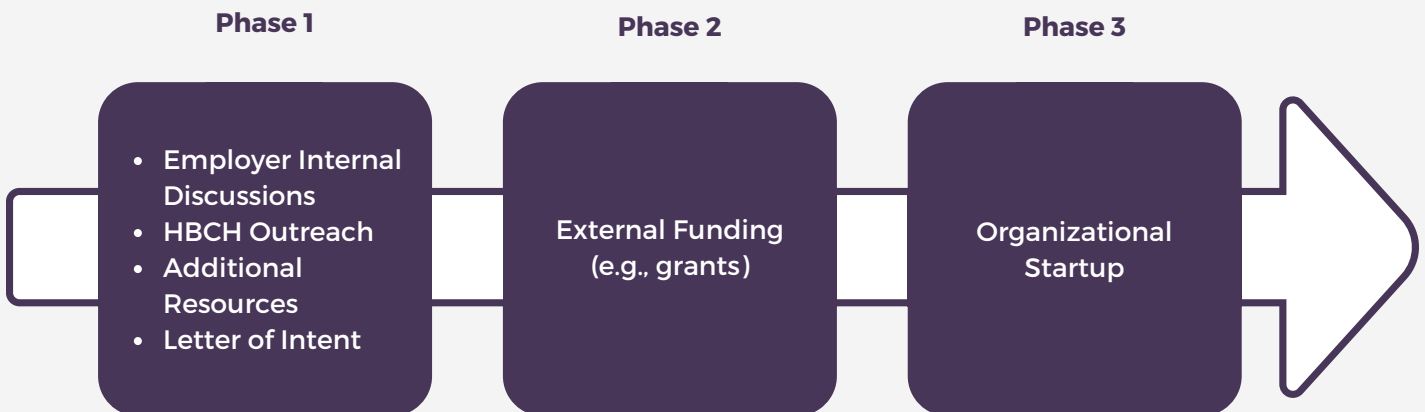 Phase 1
Phase 2
Phase 3
• Employer Internal
Discussions
• HBCH Outreach
• Additional
Resources
• Letter of Intent
External Funding
(e.g., grants)
Organizational
Startup